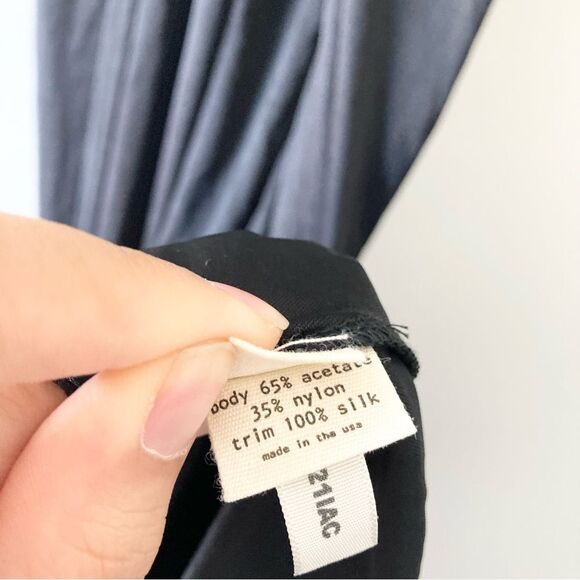 body 65% acetate
35% nylon
trim 100% silk
made in the usa
21IAC